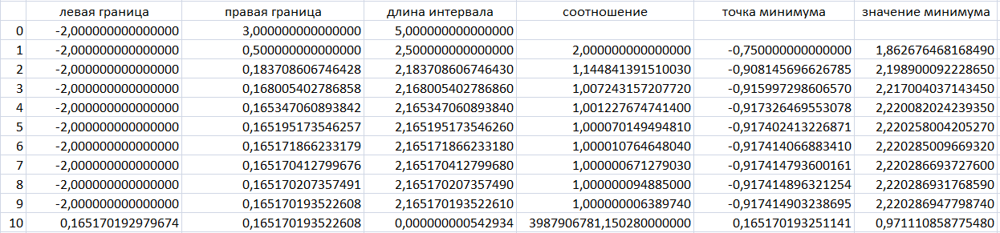 левая граница правая граница длина интервала соотношение точка минимума значение минимума
0 -2,000000000000000 3,000000000000000 5,000000000000000
1 -2,000000000000000 0,500000000000000 2,500000000000000 2,000000000000000 -0,750000000000000 1,862676468168490
2 -2,000000000000000 0,183708606746428 2,183708606746430 1,144841391510030 -0,908145696626785 2,198900092228650
3 -2,000000000000000 0,168005402786858 2,168005402786860 1,007243157207720 -0,915997298606570 2,217004037143450
4 -2,000000000000000 0,165347060893842 2,165347060893840 1,001227674741400 -0,917326469553078 2,220082024239350
5 -2,000000000000000 0,165195173546257 2,165195173546260 1,000070149494810 -0,917402413226871 2,220258004205270
6 -2,000000000000000 0,165171866233179 2,165171866233180 1,000010764648040 -0,917414066883410 2,220285009669320
7 -2,000000000000000 0,165170412799676 2,165170412799680 1,000000671279030 -0,917414793600161 2,220286693727600
8 -2,000000000000000 0,165170207357491 2,165170207357490 1,000000094885000 -0,917414896321254 2,220286931768590
9 -2,000000000000000 0,165170193522608 2,165170193522610 1,000000006389740 -0,917414903238695 2,220286947798740
10 0,165170192979674 0,165170193522608 0,000000000542934 3987906781,150280000000 0,165170193251141 0,971110858775480